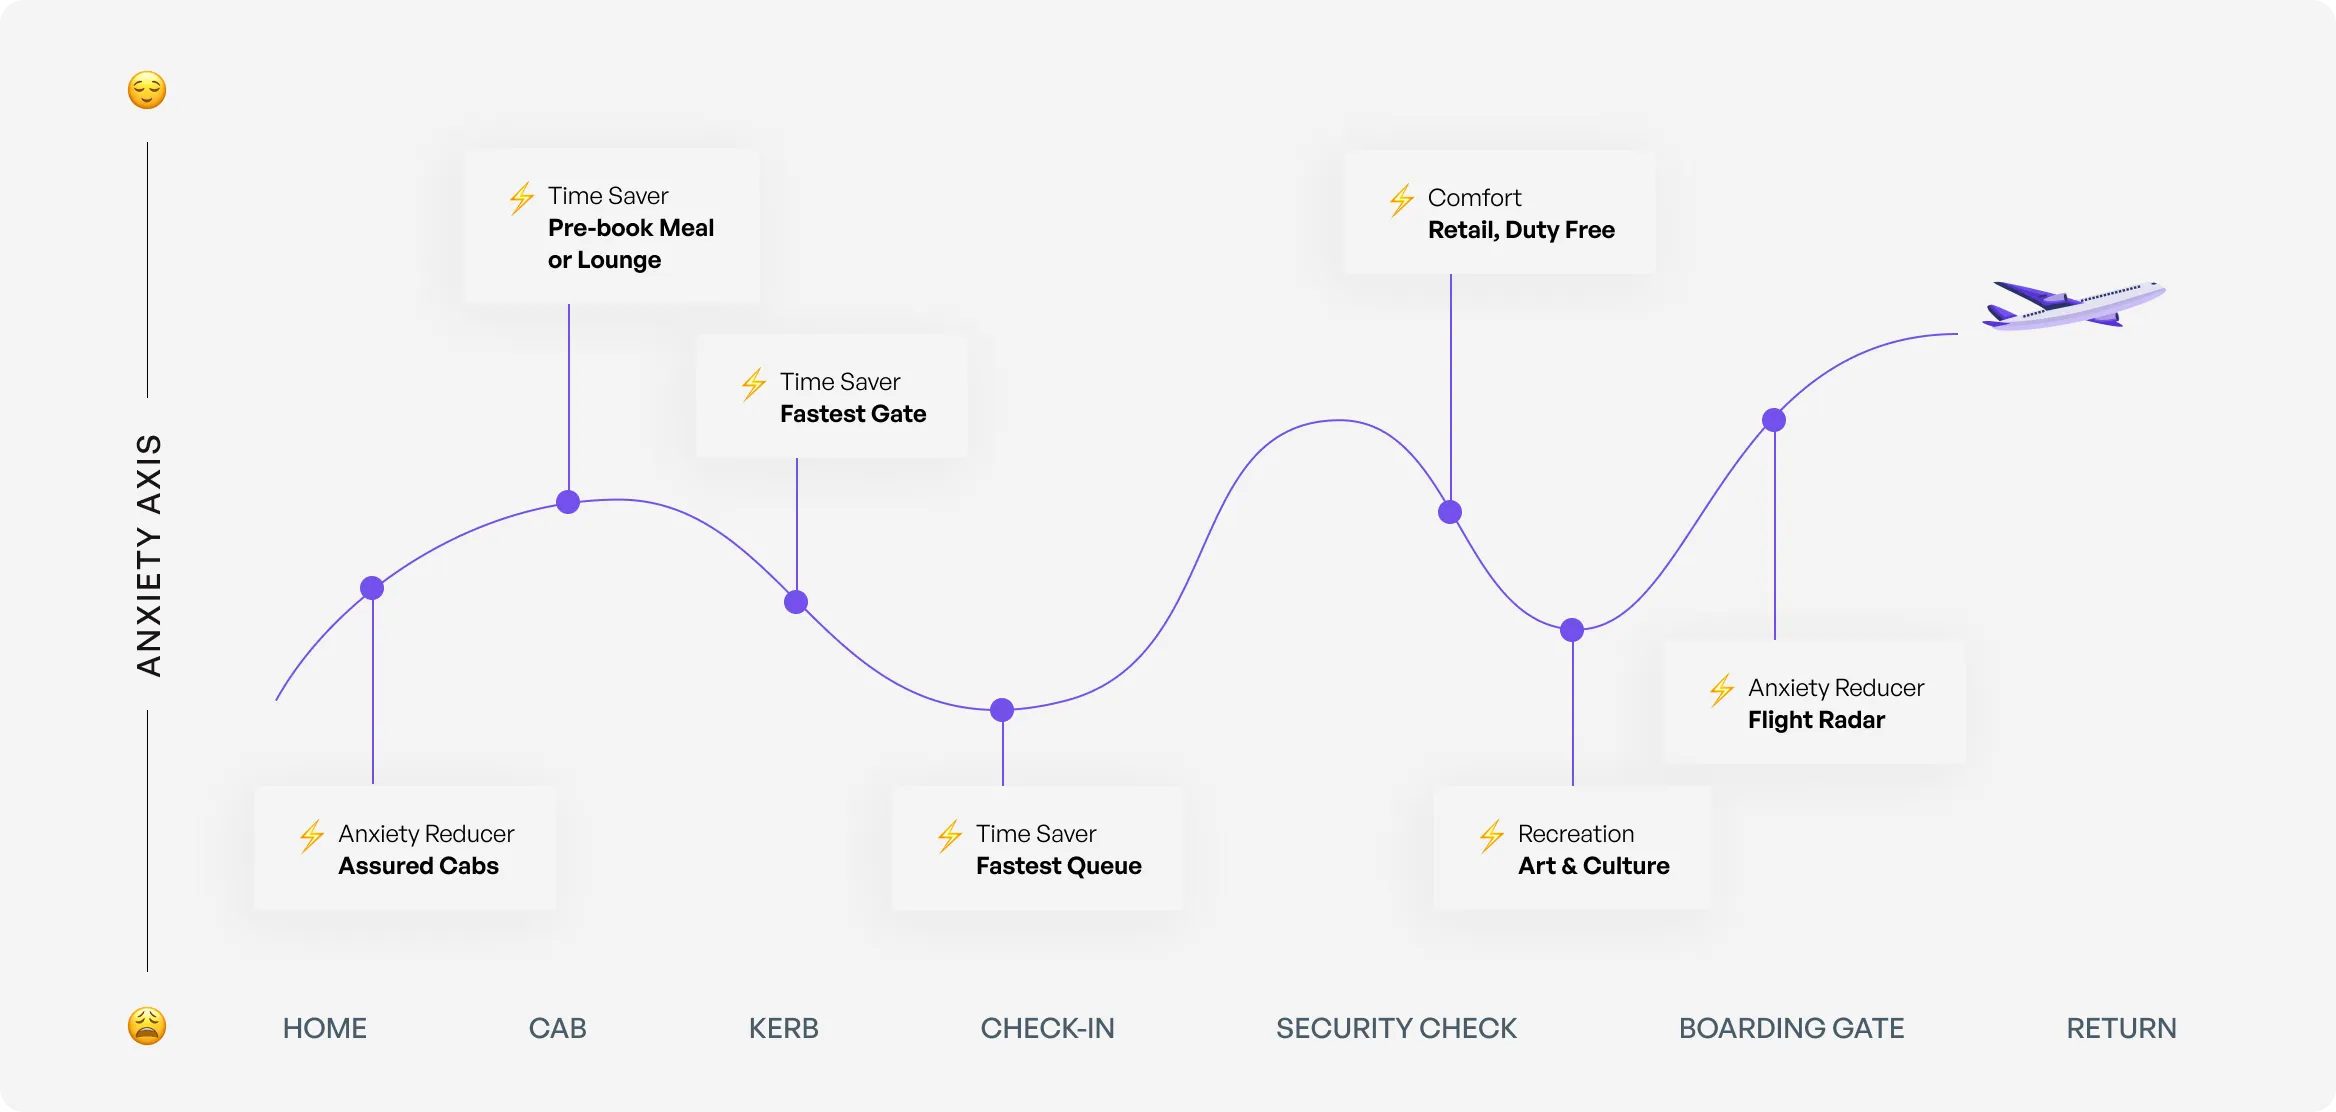 Time Saver
Pre-book Meal
or Lounge
Comfort
Retail, Duty Free
Time Saver
Fastest Gate
ANXIETY AXIS
Anxiety Reducer
Flight Radar
Anxiety Reducer
Assured Cabs
Time Saver
Fastest Queue
Recreation
Art & Culture
HOME
CAB
KERB
CHECK-IN
SECURITY CHECK
BOARDING GATE
RETURN